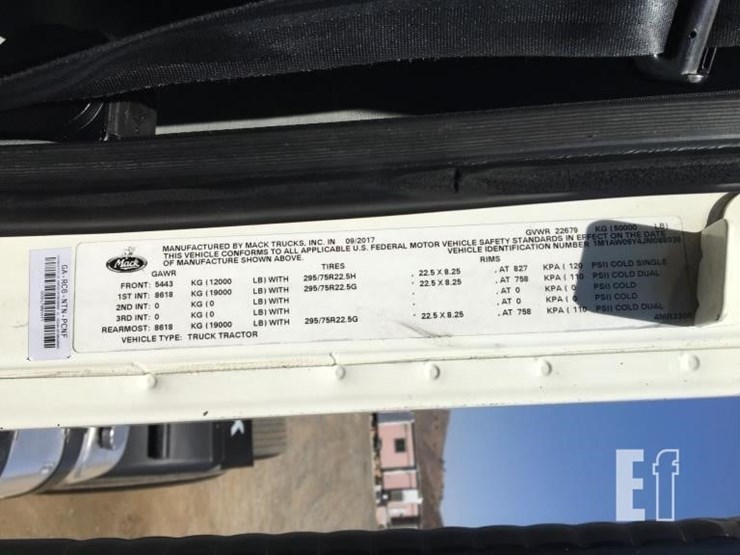 Mack
MANUFACTURED BY MACK TRUCKS, INC. IN 09/2017 GVWR 22679 KG (50000 LB)
THIS VEHICLE CONFORMS TO ALL APPLICABLE U.S. FEDERAL MOTOR VEHICLE SAFETY STANDARDS IN EFFECT ON THE DATE
OF MANUFACTURE SHOWN ABOVE. VEHICLE IDENTIFICATION NUMBER
GAWR TIRES RIMS
FRONT: 5443 KG (12000 LB) WITH 295/75R22.5H , 22.5 X 8.25 , AT 827 KPA ( 120 PSI) COLD SINGLE
1ST INT: 8618 KG (19000 LB) WITH 295/75R22.5G , 22.5 X 8.25 , AT 758 KPA ( 110 PSI) COLD DUAL
2ND INT: 0 KG ( 0 LB) WITH , AT 0 KPA ( 0 PSI) COLD
3RD INT: 0 KG ( 0 LB) WITH , AT 0 KPA ( 0 PSI) COLD
REARMOST: 8618 KG (19000 LB) WITH 295/75R22.5G , 22.5 X 8.25 , AT 758 KPA ( 110 PSI) COLD DUAL
VEHICLE TYPE: TRUCK TRACTOR
GA-9C6-NTN-PCNF
Ef